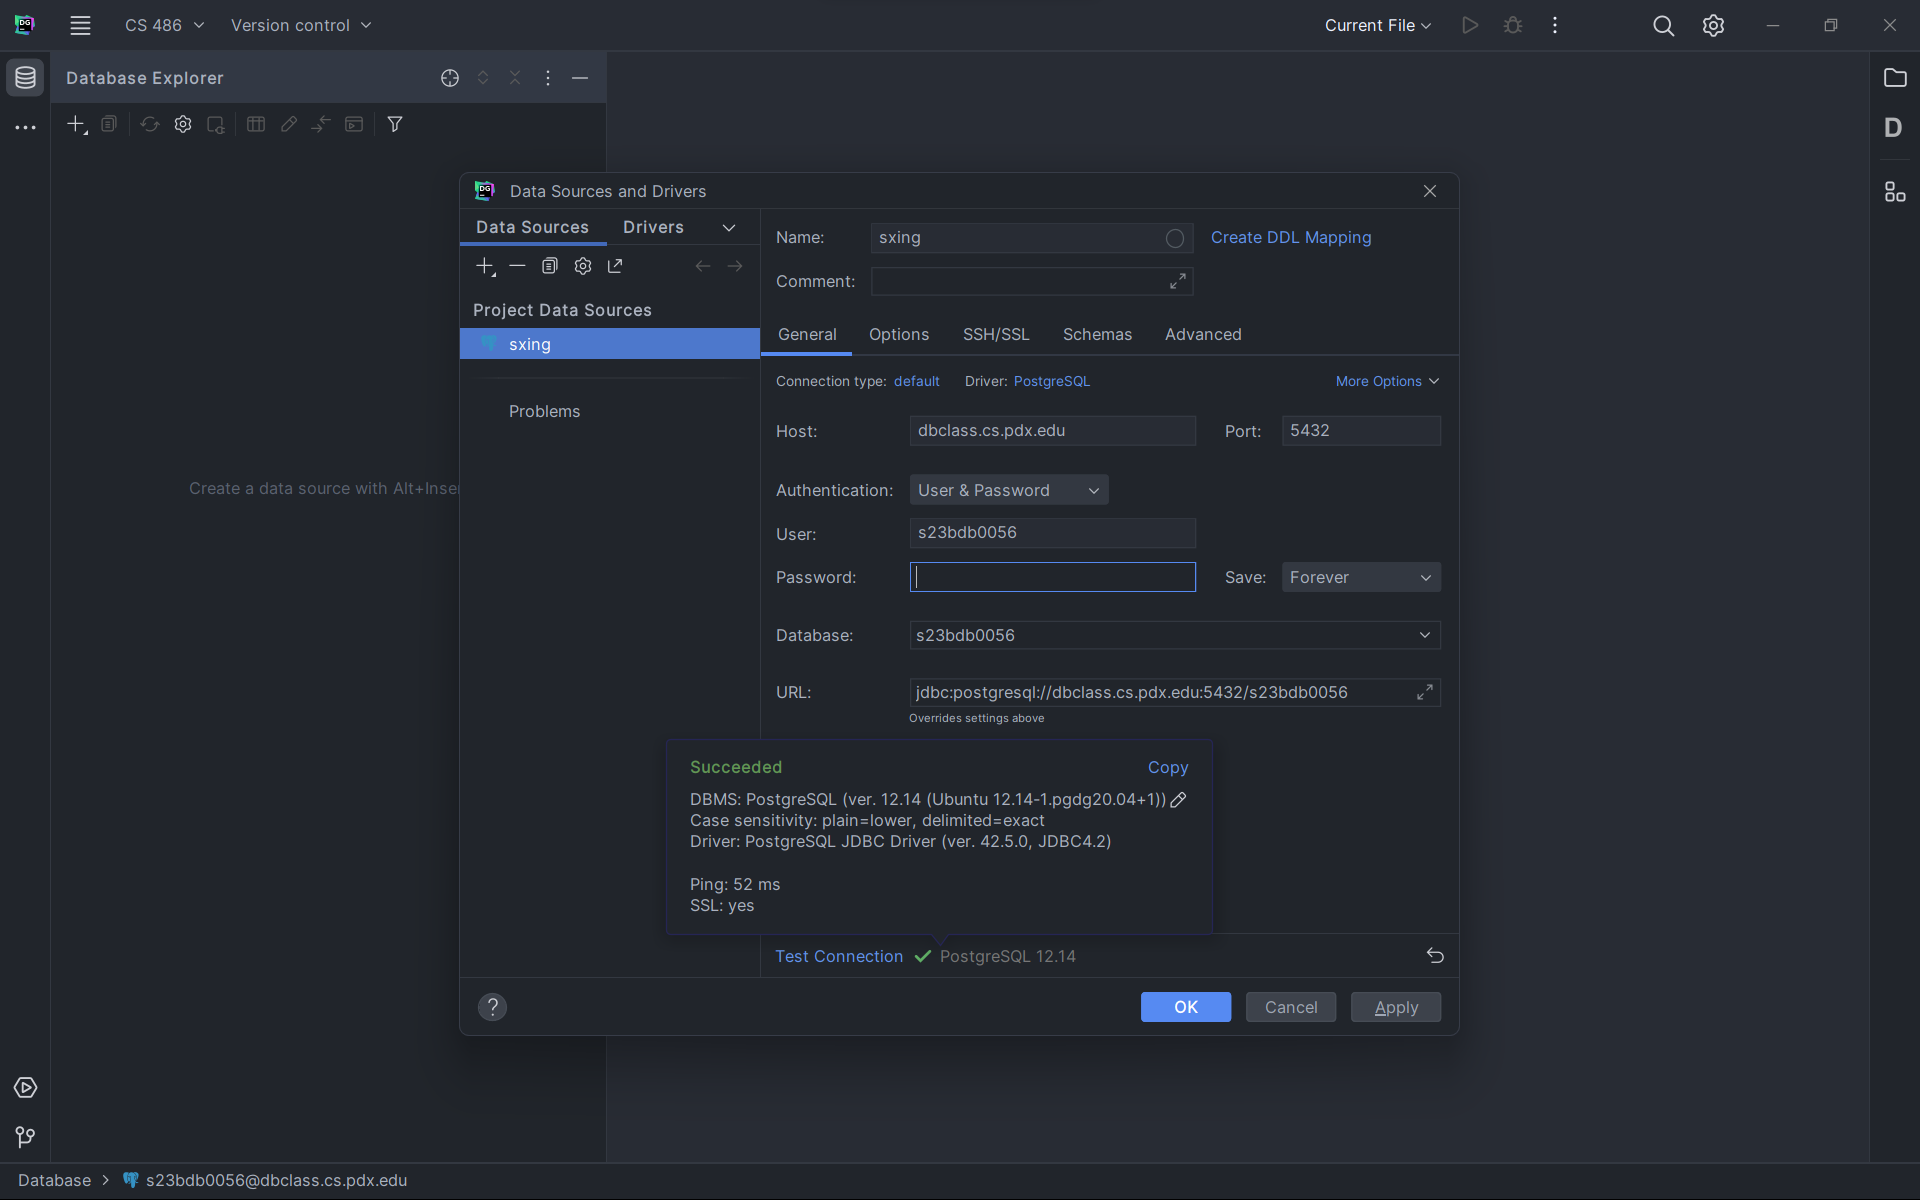 CS 486
Version control
Current File
Database Explorer
D
Create a data source with Alt+Inse
DG
Data Sources and Drivers
Data Sources
Drivers
Project Data Sources
sxing
Problems
Name:
sxing
Create DDL Mapping
Comment:
General
Options
SSH/SSL
Schemas
Advanced
Connection type: default
Driver: PostgreSQL
More Options
Host:
dbclass.cs.pdx.edu
Port:
5432
Authentication:
User & Password
User:
s23bdb0056
Password:
Save:
Forever
Database:
s23bdb0056
URL:
jdbc:postgresql://dbclass.cs.pdx.edu:5432/s23bdb0056
Overrides settings above
Succeeded
Copy
DBMS: PostgreSQL (ver. 12.14 (Ubuntu 12.14-1.pgdg20.04+1))
Case sensitivity: plain=lower, delimited=exact
Driver: PostgreSQL JDBC Driver (ver. 42.5.0, JDBC4.2)
Ping: 52 ms
SSL: yes
Test Connection
PostgreSQL 12.14
?
OK
Cancel
Apply
Database
s23bdb0056@dbclass.cs.pdx.edu